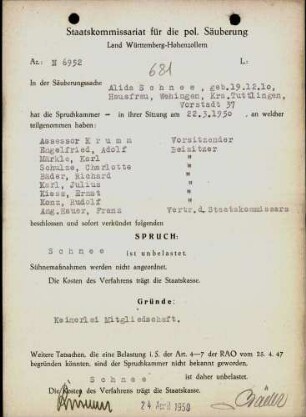 Staatskommissariat für die pol. Säuberung
Land Württemberg-Hohenzollern
Az.: N 6952
681
In der Säuberungssache Alida Schnee, geb.19.12.10,
Hausfrau, Wehingen, Krs.Tuttlingen,
Vorstadt 37
hat die Spruchkammer - in ihrer Sitzung am 22.3.1950 , an welcher
teilgenommen haben:
Assessor Krumm Vorsitzender
Engelfried, Adolf Beisitzer
Märkle, Karl "
Schulze, Charlotte "
Bäder, Richard "
Karl, Julius "
Kiess, Ernst "
Konz, Rudolf "
Ang.Hauer, Franz Vertr.d.Staatskommissars
beschlossen und sofort verkündet folgenden
SPRUCH:
Schnee
ist unbelastet.
Sühnemaßnahmen werden nicht angeordnet.
Die Kosten des Verfahrens trägt die Staatskasse.
Gründe:
Keinerlei Mitgliedschaft.
Weitere Tatsachen, die eine Belastung i. S. der Art. 4-7 der RAO vom 25. 4. 47
begründen könnten, sind der Spruchkammer nicht bekannt geworden.
Schnee ist daher unbelastet.
Die Kosten des Verfahrens trägt die Staatskasse.
24. April 1950